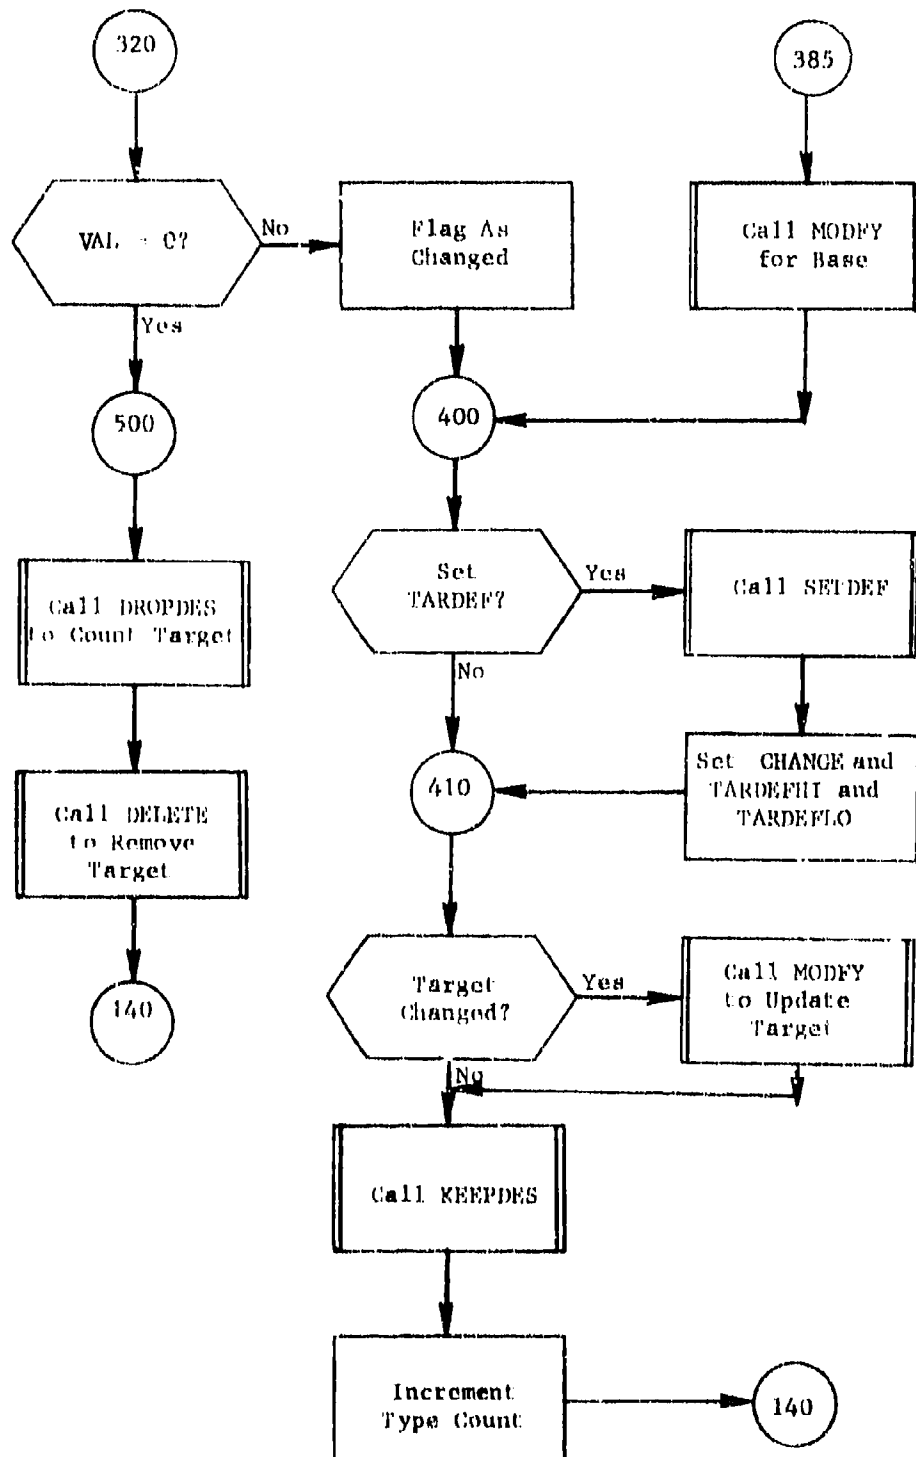 320
385
VAL = 0?
No
Flag As
Changed
Call MODFY
for Base
Yes
500
400
Set
TARDEF?
Yes
Call SETDEF
No
Call DROPDES
to Count Target
410
Set CHANGE and
TARDEFHI and
TARDEFLO
Call DELETE
to Remove
Target
140
Target
Changed?
Yes
Call MODFY
to Update
Target
No
Call KEEPDES
Increment
Type Count
140